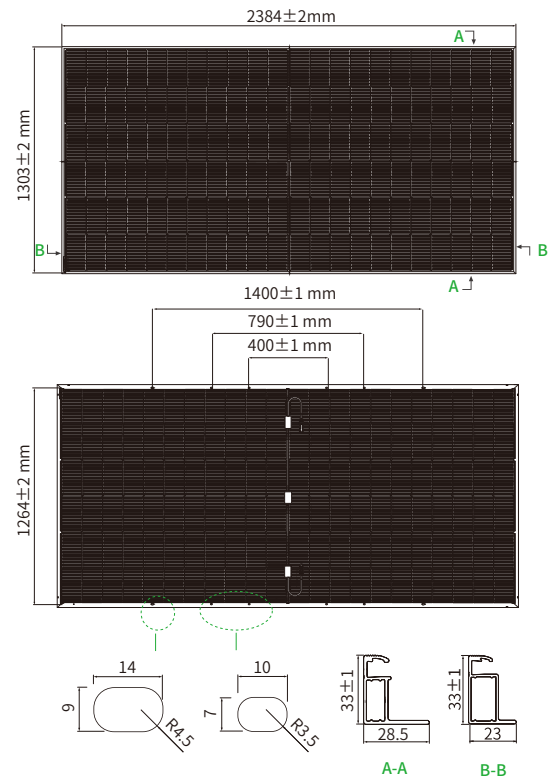 2384±2mm
A
1303±2 mm
B
B
A
1400±1 mm
790±1 mm
400±1 mm
1264±2 mm
14
9
R4.5
10
7
R3.5
33±1
28.5
A-A
33±1
23
B-B